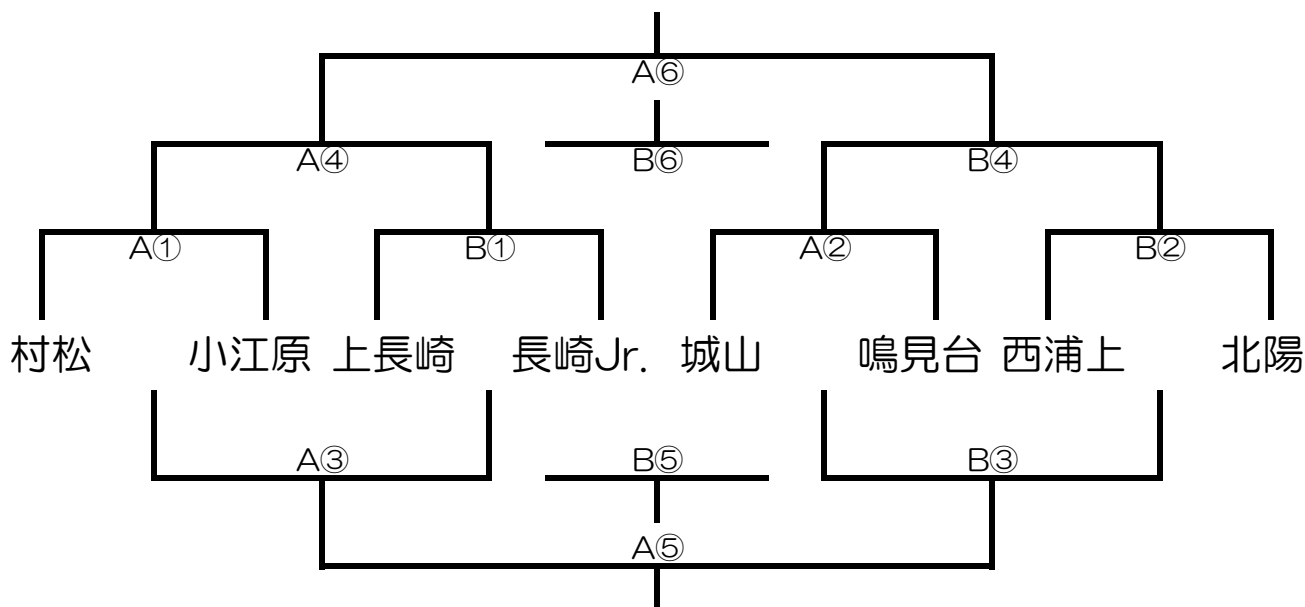 A⑥
A④ B⑥ B④
A① B① A② B②
村松 小江原 上長崎 長崎Jr. 城山 鳴見台 西浦上 北陽
A③ B⑤ B③
A⑤